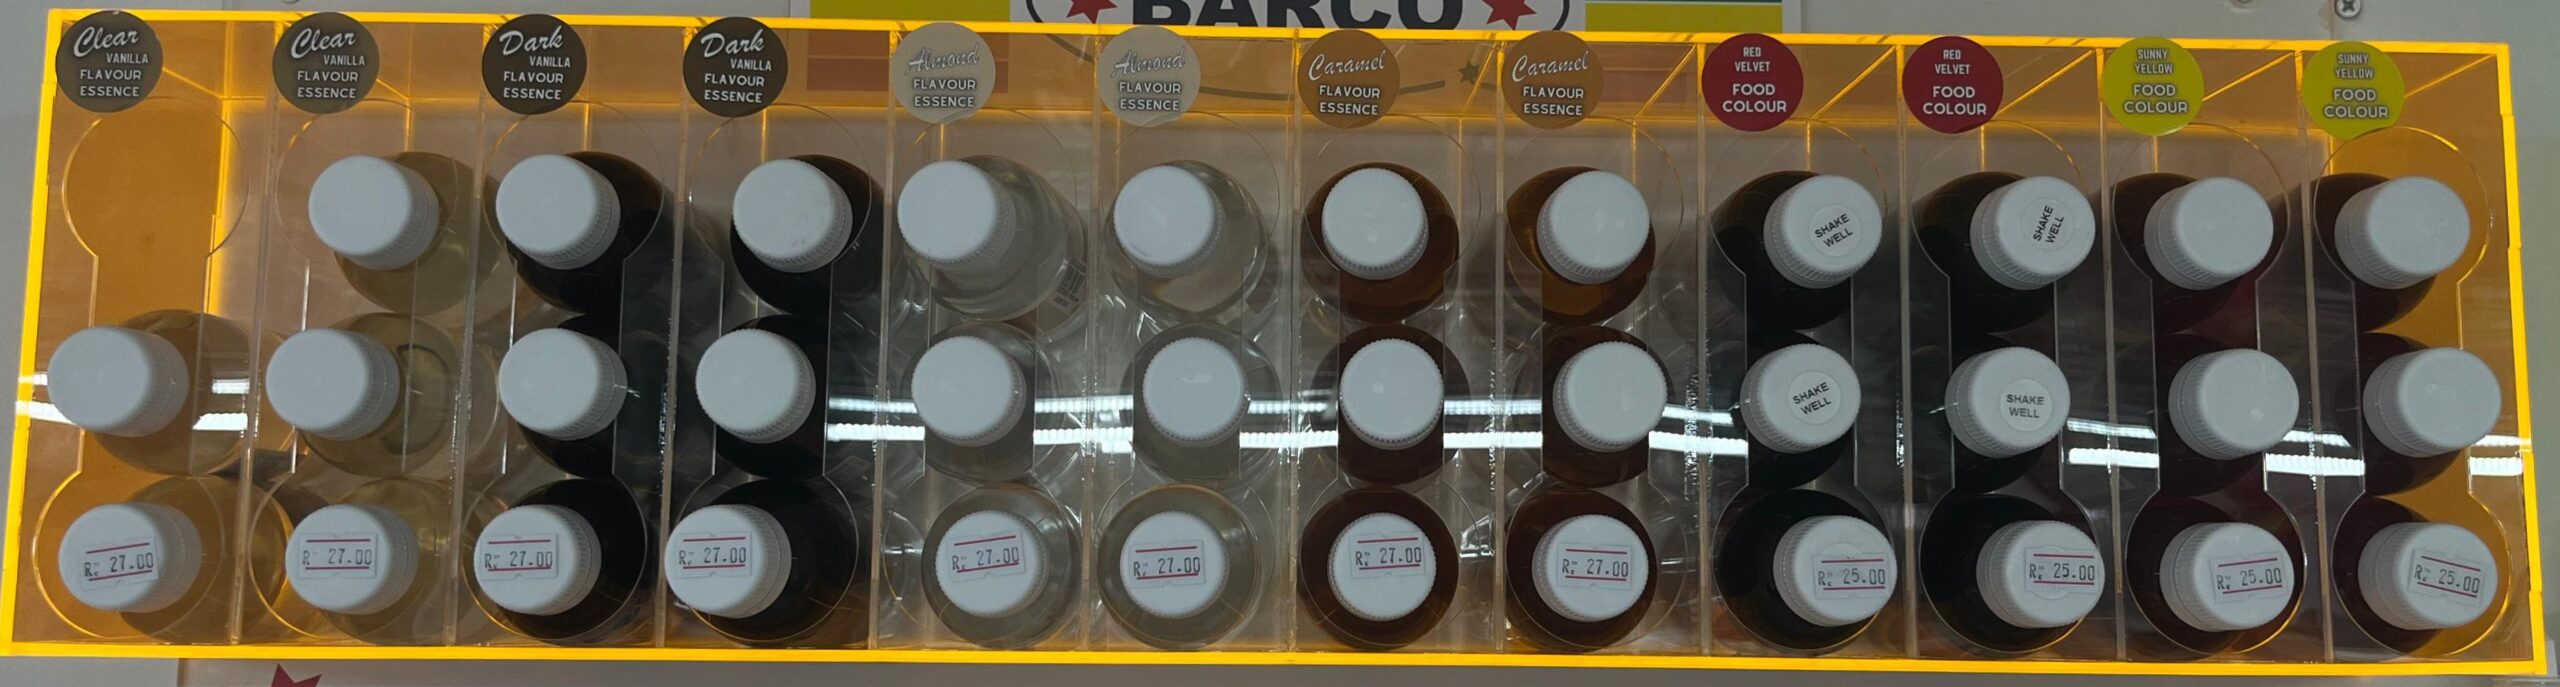 BARCO
Clear
VANILLA
FLAVOUR
ESSENCE
Clear
VANILLA
FLAVOUR
ESSENCE
Dark
VANILLA
FLAVOUR
ESSENCE
Dark
VANILLA
FLAVOUR
ESSENCE
Almond
FLAVOUR
ESSENCE
Almond
FLAVOUR
ESSENCE
Caramel
FLAVOUR
ESSENCE
Caramel
FLAVOUR
ESSENCE
RED
VELVET
FOOD
COLOUR
RED
VELVET
FOOD
COLOUR
SUNNY
YELLOW
FOOD
COLOUR
SUNNY
YELLOW
FOOD
COLOUR
SHAKE
WELL
SHAKE
WELL
SHAKE
WELL
SHAKE
WELL
R 27.00
R 27.00
R 27.00
R 27.00
R 27.00
R 27.00
R 27.00
R 27.00
R 25.00
R 25.00
R 25.00
R 25.00